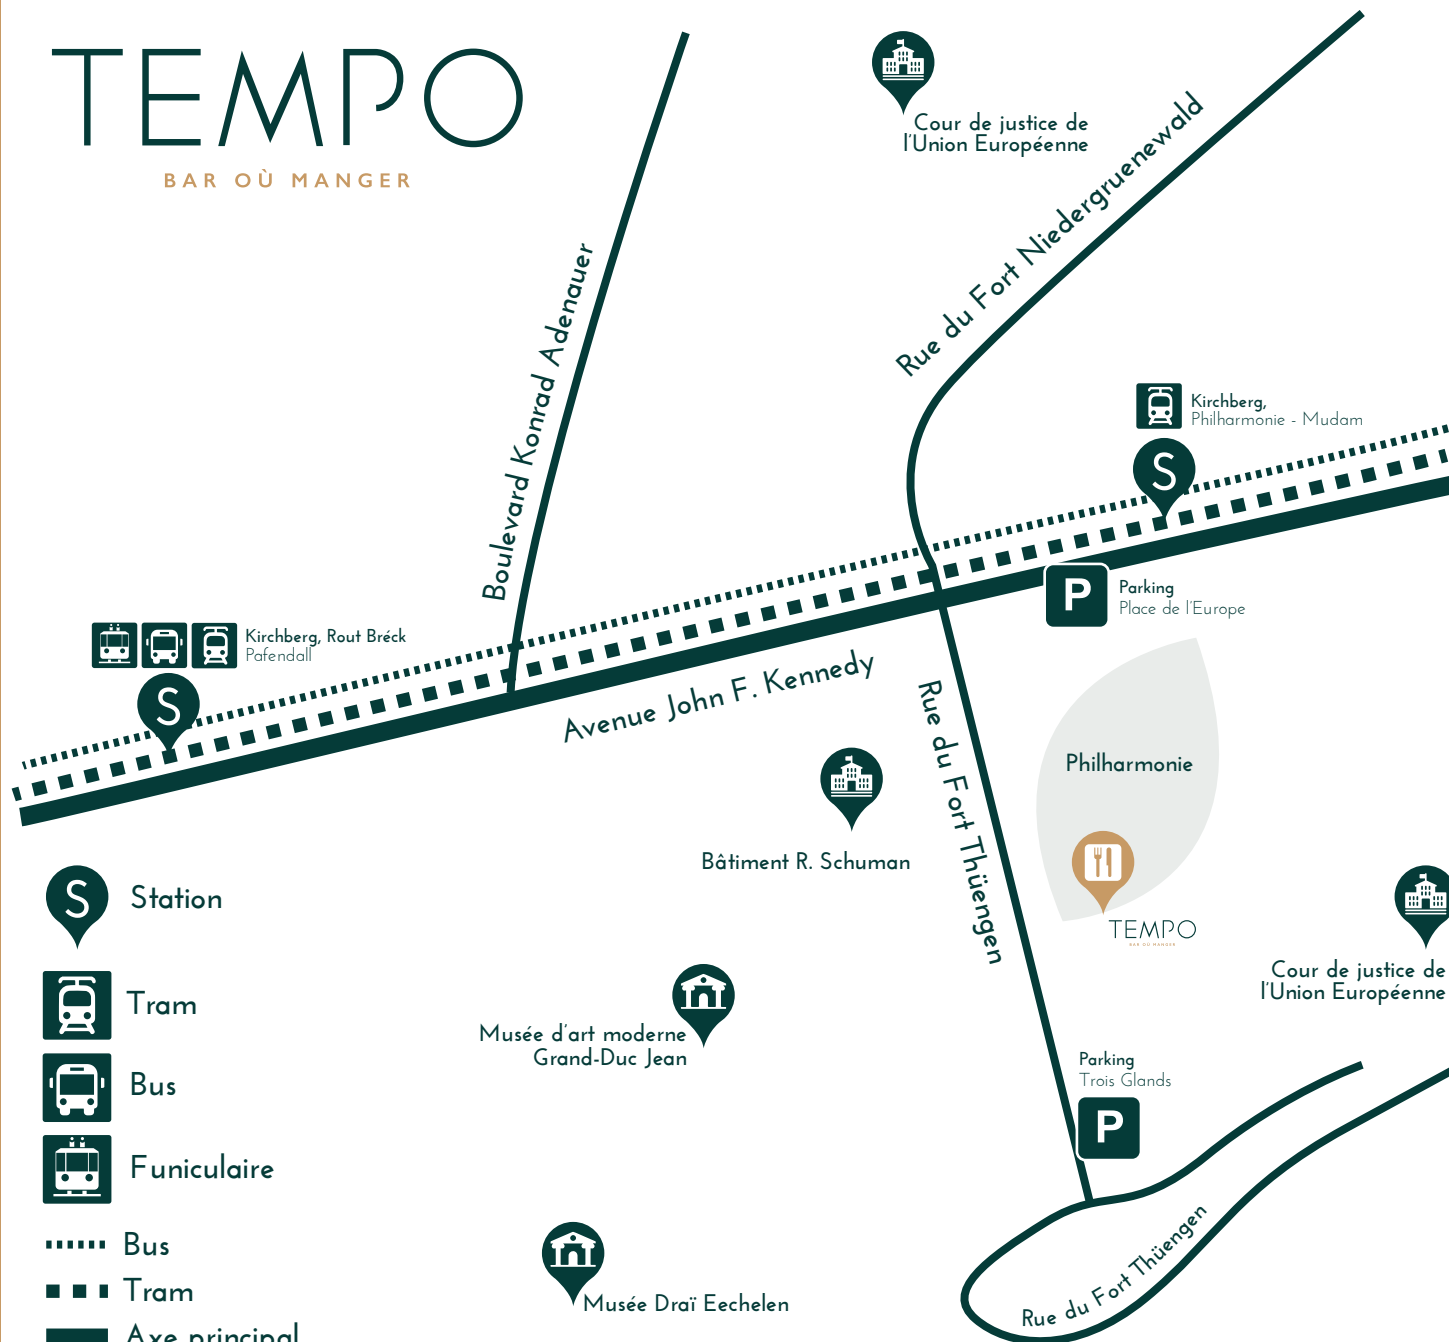 TEMPO
BAR OÙ MANGER
Cour de justice de
l'Union Européenne
Rue du Fort Niedergruenewald
Boulevard Konrad Adenauer
Kirchberg,
Philharmonie - Mudam
S
P
Parking
Place de l'Europe
Kirchberg, Rout Bréck
Pafendall
S
Avenue John F. Kennedy
Rue du Fort Thüengen
Philharmonie
Bâtiment R. Schuman
TEMPO
BAR OÙ MANGER
S
Station
Tram
Bus
Funiculaire
Bus
Tram
Axe principal
Cour de justice de
l'Union Européenne
Musée d'art moderne
Grand-Duc Jean
Parking
Trois Glands
P
Musée Draï Eechelen
Rue du Fort Thüengen